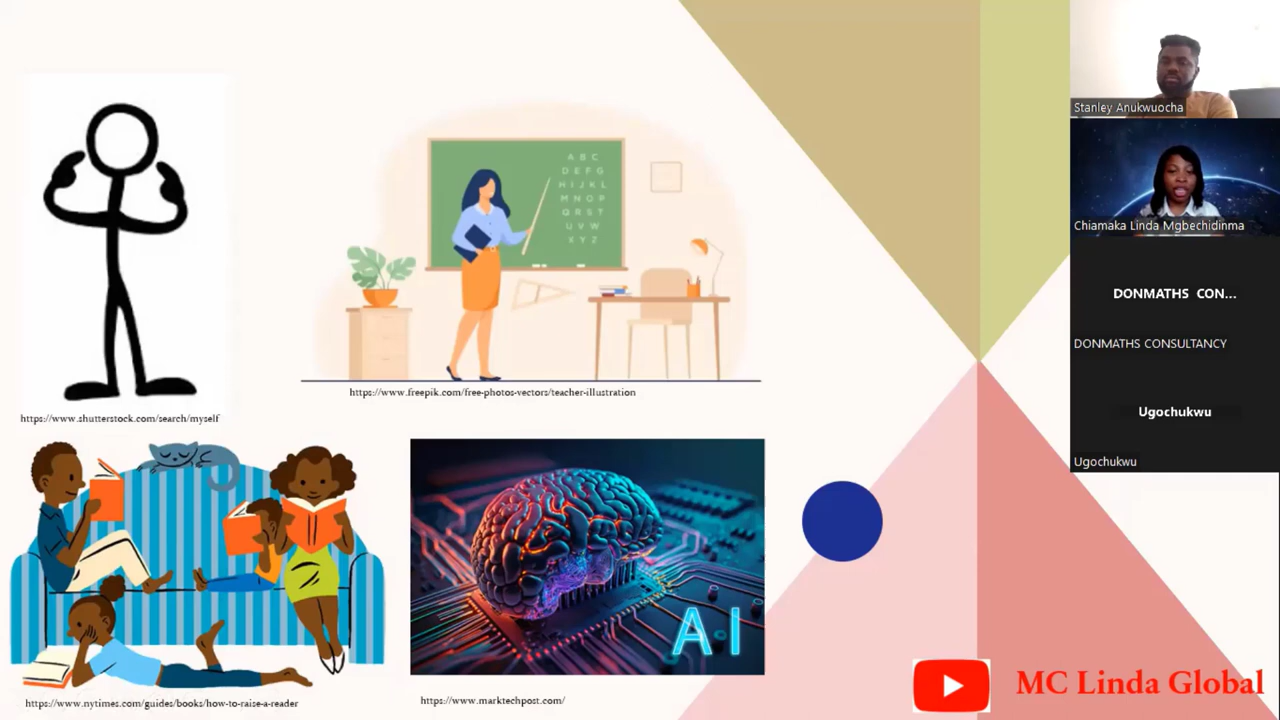 A B C
D E F G
H I J K L
M N O P
Q R S T
U V W
X Y Z
https://www.shutterstock.com/search/myself
https://www.freepik.com/free-photos-vectors/teacher-illustration
AI
https://www.nytimes.com/guides/books/how-to-raise-a-reader
https://www.marktechpost.com/
Stanley Anukwuocha
Chiamaka Linda Mgbechidinma
DONMATHS CON...
DONMATHS CONSULTANCY
Ugochukwu
Ugochukwu
MC Linda Global